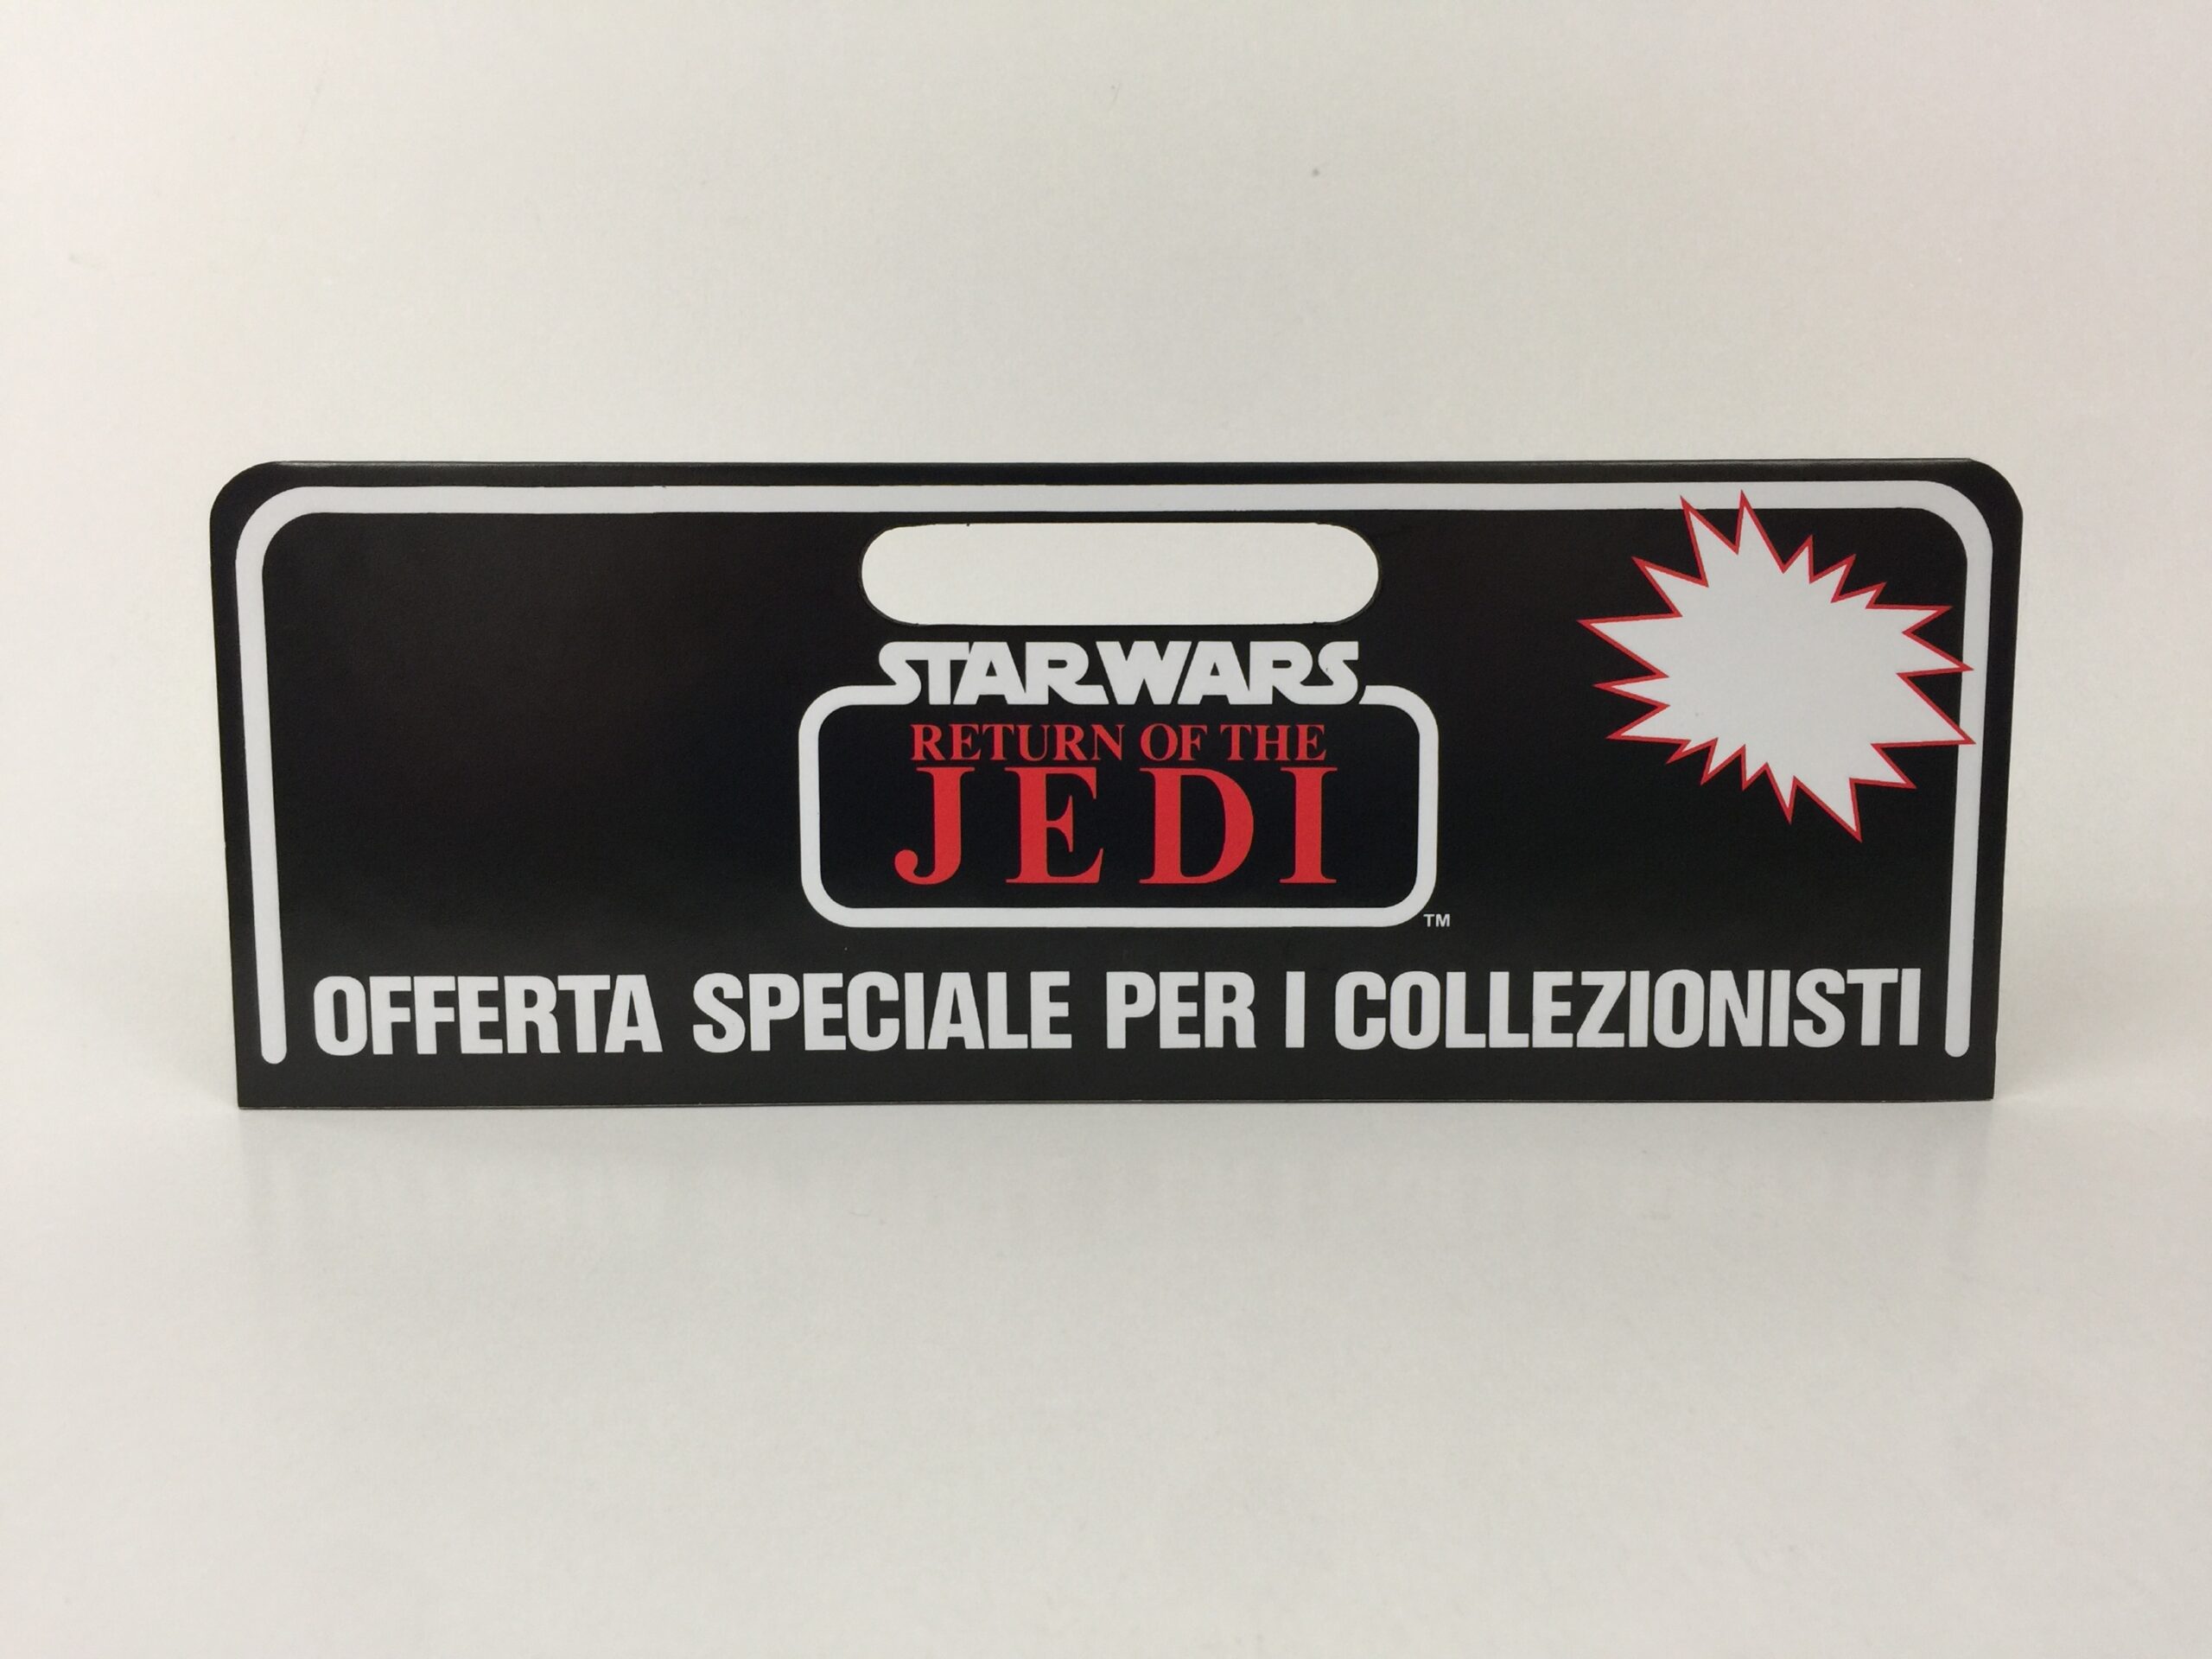 STAR WARS
RETURN OF THE
JEDI
TM
OFFERTA SPECIALE PER I COLLEZIONISTI